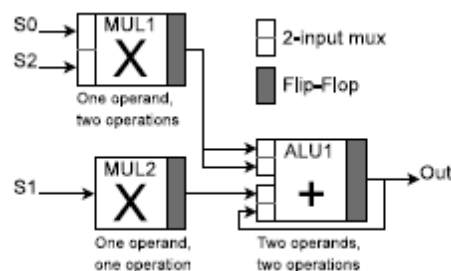 S0
S2
MUL1
X
One operand,
two operations
2-input mux
Flip-Flop
S1
MUL2
X
One operand,
one operation
ALU1
+
Out
Two operands,
two operations